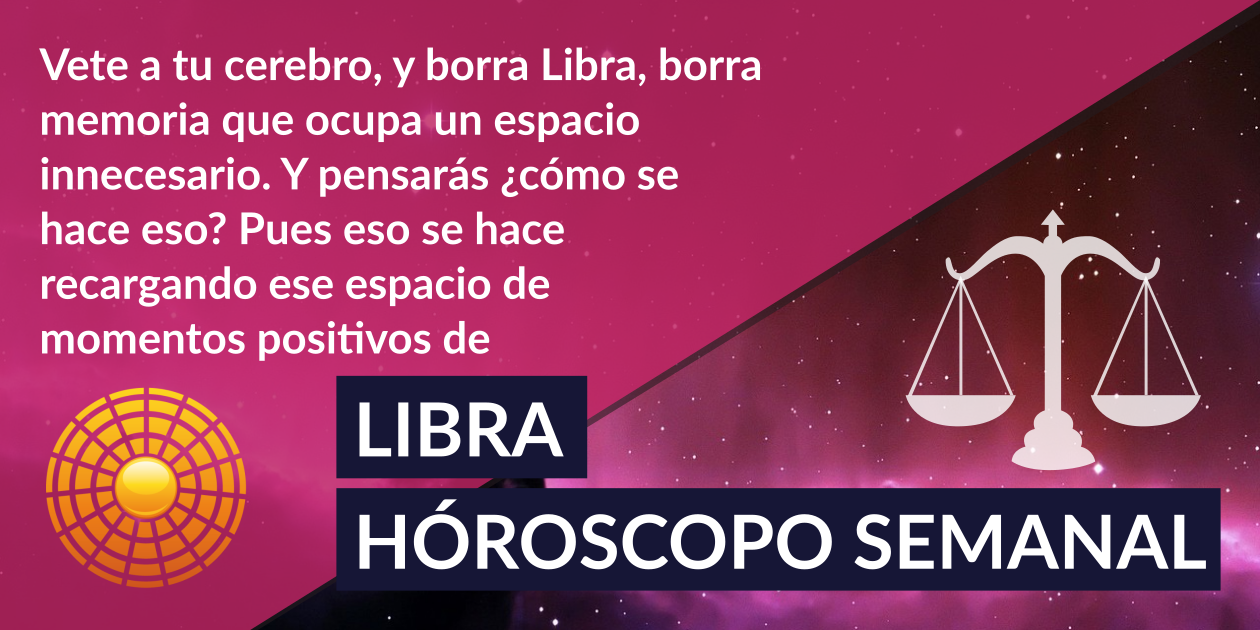 Vete a tu cerebro, y borra Libra, borra
memoria que ocupa un espacio
innecesario. Y pensarás ¿cómo se
hace eso? Pues eso se hace
recargando ese espacio de
momentos positivos de
LIBRA
HÓROSCOPO SEMANAL